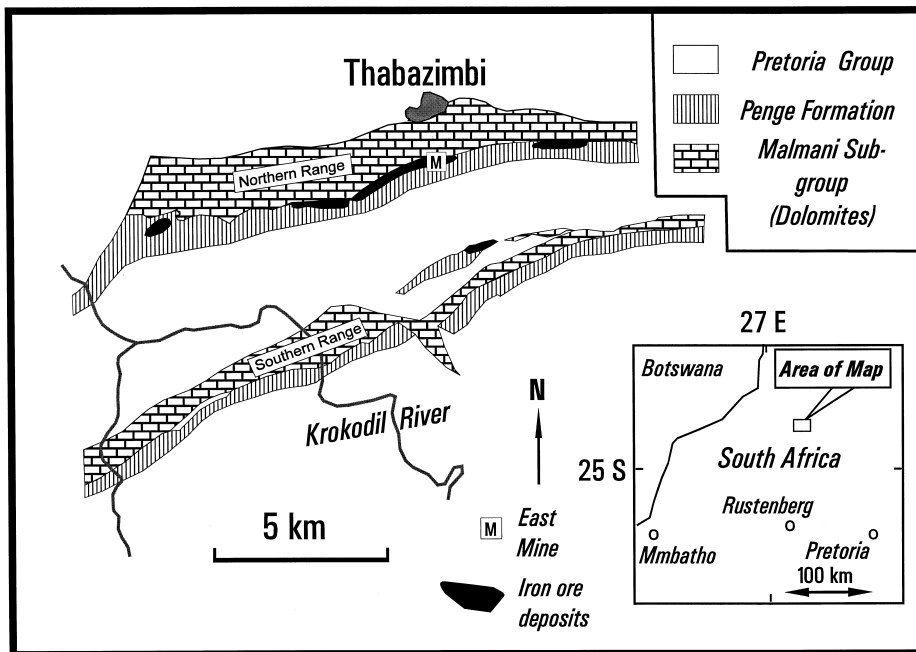 Thabazimbi
Pretoria Group
Penge Formation
Malmani Sub-
group
(Dolomites)
Northern Range
M
Southern Range
Krokodil River
N
5 km
M
East
Mine
Iron ore
deposits
27 E
Botswana
Area of Map
25 S
South Africa
Rustenberg
Mmbatho
Pretoria
100 km